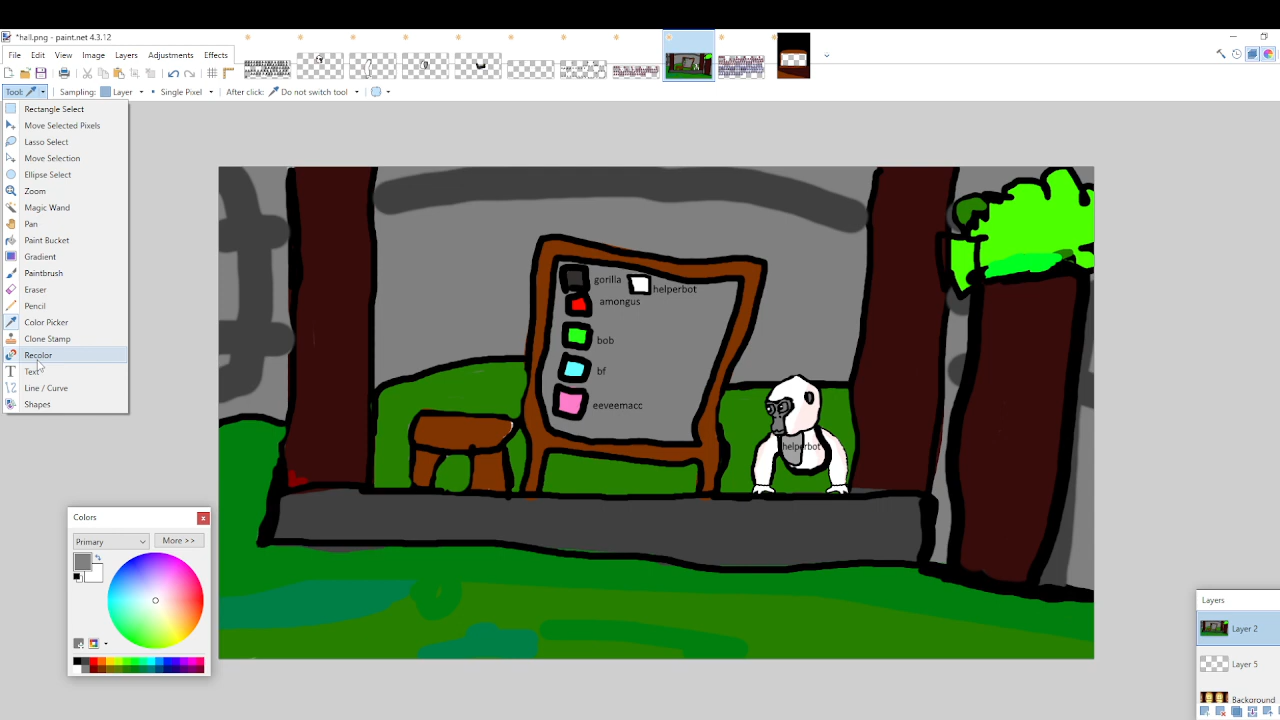 *hall.png - paint.net 4.3.12
File Edit View Image Layers Adjustments Effects
Tool: Sampling: Layer Single Pixel After click: Do not switch tool
Rectangle Select
Move Selected Pixels
Lasso Select
Move Selection
Ellipse Select
Zoom
Magic Wand
Pan
Paint Bucket
Gradient
Paintbrush
Eraser
Pencil
Color Picker
Clone Stamp
Recolor
Text
Line / Curve
Shapes
gorilla
helperbot
amongus
bob
bf
eeveemacc
helperbot
Colors
Primary
More >>
Layers
Layer 2
Layer 5
Background